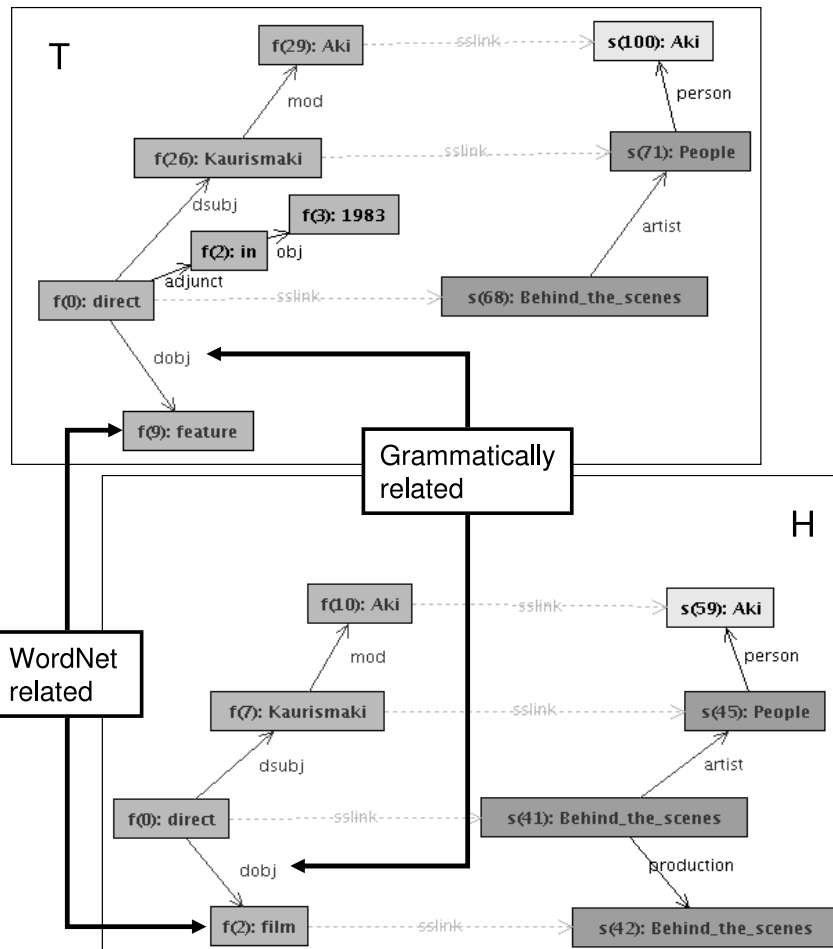 T
f(29): Aki
sslink
s(100): Aki
mod
person
f(26): Kaurismaki
sslink
s(71): People
dsubj
f(3): 1983
artist
f(2): in
obj
adjunct
f(0): direct
sslink
s(68): Behind_the_scenes
dobj
f(9): feature
Grammatically
related
H
f(10): Aki
sslink
s(59): Aki
WordNet
related
mod
person
f(7): Kaurismaki
sslink
s(45): People
dsubj
artist
f(0): direct
sslink
s(41): Behind_the_scenes
dobj
production
f(2): film
sslink
s(42): Behind_the_scenes